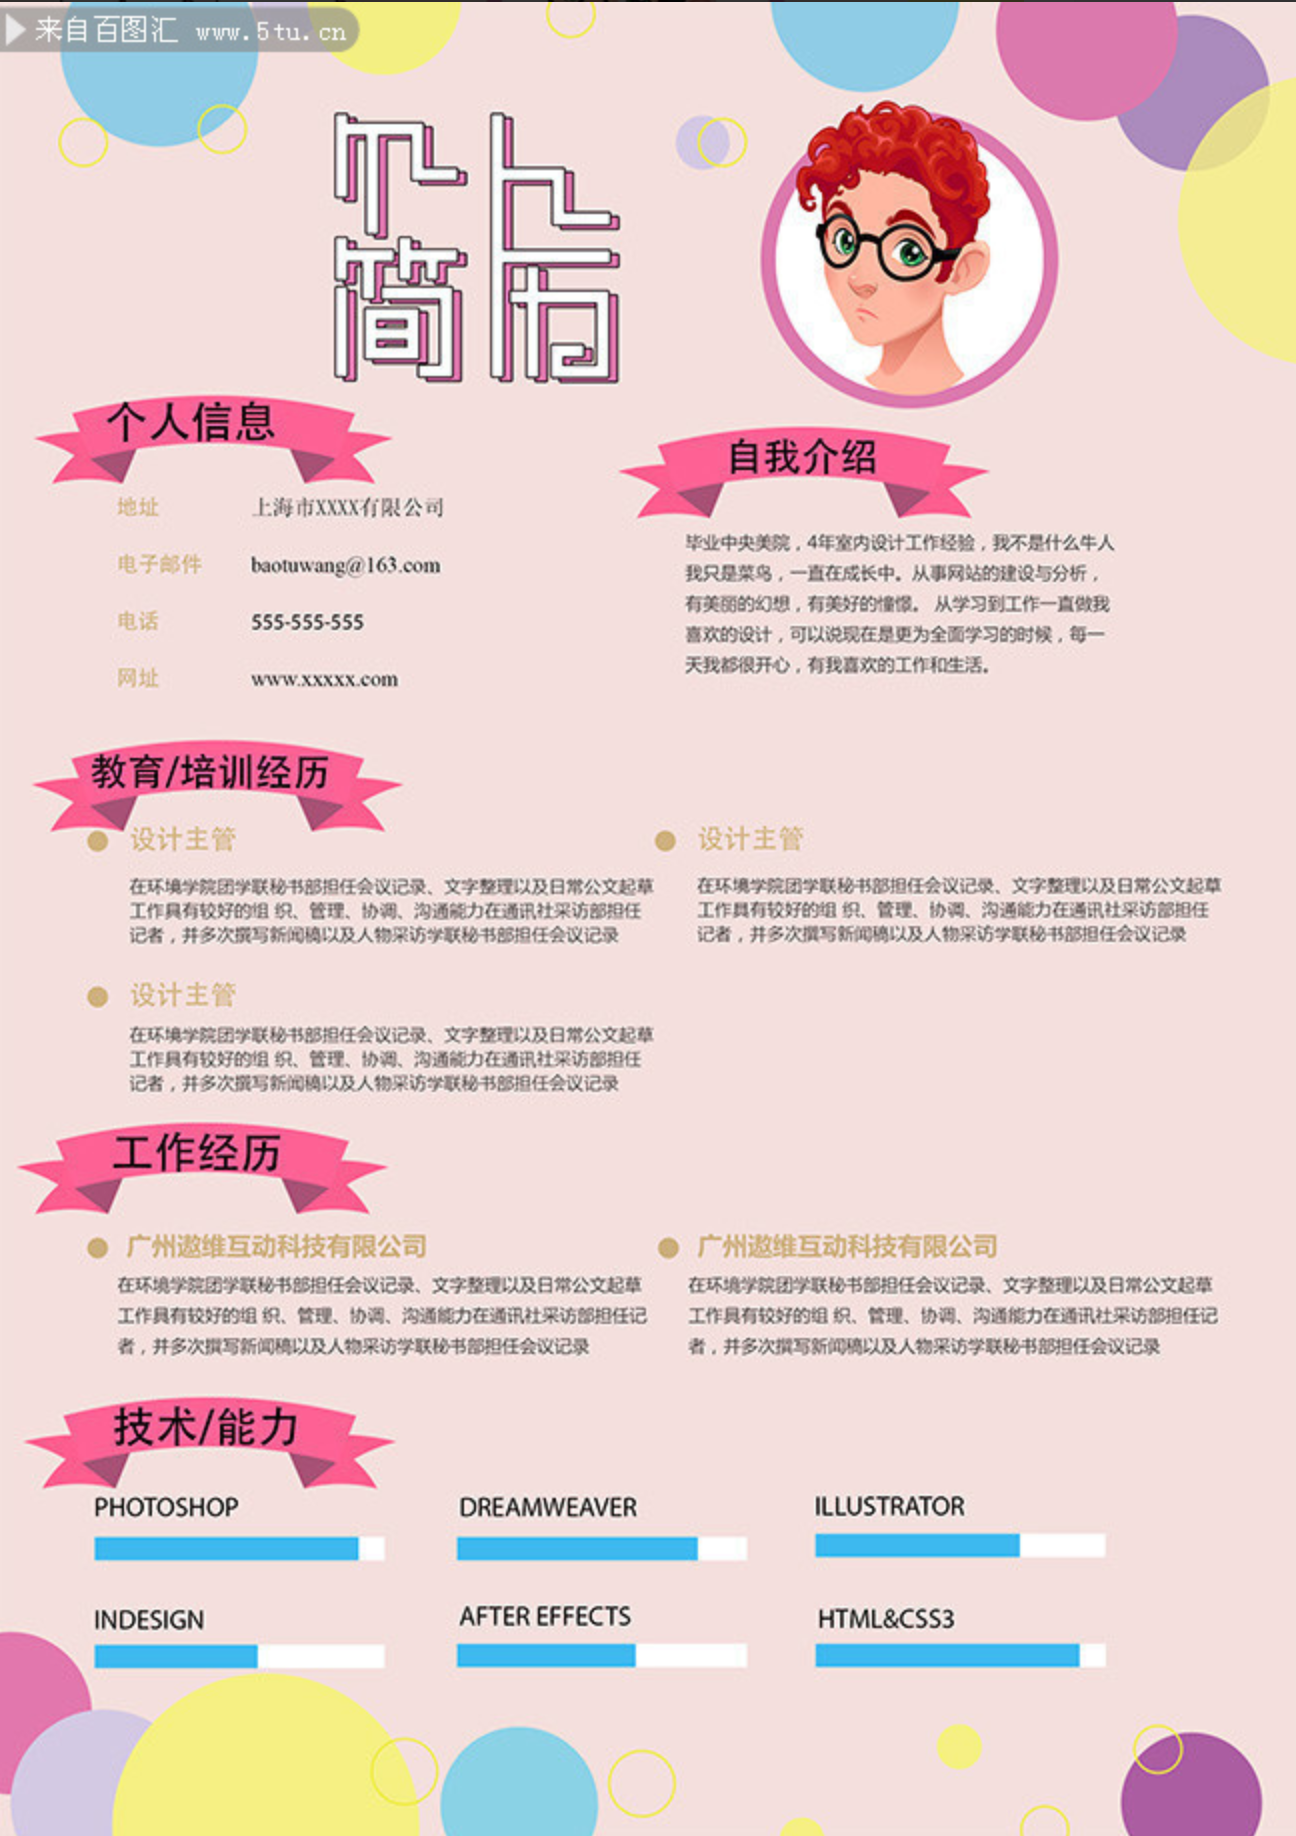 来自百图汇 www.5tu.cn
个人信息
地址 上海市XXXX有限公司
电子邮件 baotuwang@163.com
电话 555-555-555
网址 www.xxxxx.com
自我介绍
毕业中央美院，4年室内设计工作经验，我不是什么牛人
我只是菜鸟，一直在成长中。从事网站的建设与分析，
有美丽的幻想，有美好的憧憬。 从学习到工作一直做我
喜欢的设计，可以说现在是更为全面学习的时候，每一
天我都很开心，有我喜欢的工作和生活。
教育/培训经历
设计主管
在环境学院团学联秘书部担任会议记录、文字整理以及日常公文起草
工作具有较好的组 织、管理、协调、沟通能力在通讯社采访部担任
记者，并多次撰写新闻稿以及人物采访学联秘书部担任会议记录
设计主管
在环境学院团学联秘书部担任会议记录、文字整理以及日常公文起草
工作具有较好的组 织、管理、协调、沟通能力在通讯社采访部担任
记者，并多次撰写新闻稿以及人物采访学联秘书部担任会议记录
设计主管
在环境学院团学联秘书部担任会议记录、文字整理以及日常公文起草
工作具有较好的组 织、管理、协调、沟通能力在通讯社采访部担任
记者，并多次撰写新闻稿以及人物采访学联秘书部担任会议记录
工作经历
广州遨维互动科技有限公司
在环境学院团学联秘书部担任会议记录、文字整理以及日常公文起草
工作具有较好的组 织、管理、协调、沟通能力在通讯社采访部担任记
者，并多次撰写新闻稿以及人物采访学联秘书部担任会议记录
广州遨维互动科技有限公司
在环境学院团学联秘书部担任会议记录、文字整理以及日常公文起草
工作具有较好的组 织、管理、协调、沟通能力在通讯社采访部担任记
者，并多次撰写新闻稿以及人物采访学联秘书部担任会议记录
技术/能力
PHOTOSHOP
DREAMWEAVER
ILLUSTRATOR
INDESIGN
AFTER EFFECTS
HTML&CSS3